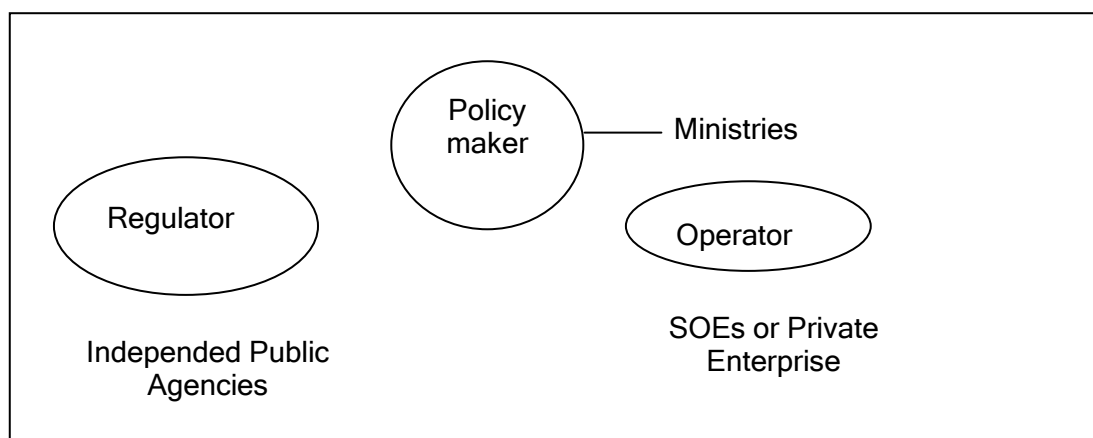 Policy
maker
Ministries
Regulator
Operator
Independed Public
Agencies
SOEs or Private
Enterprise